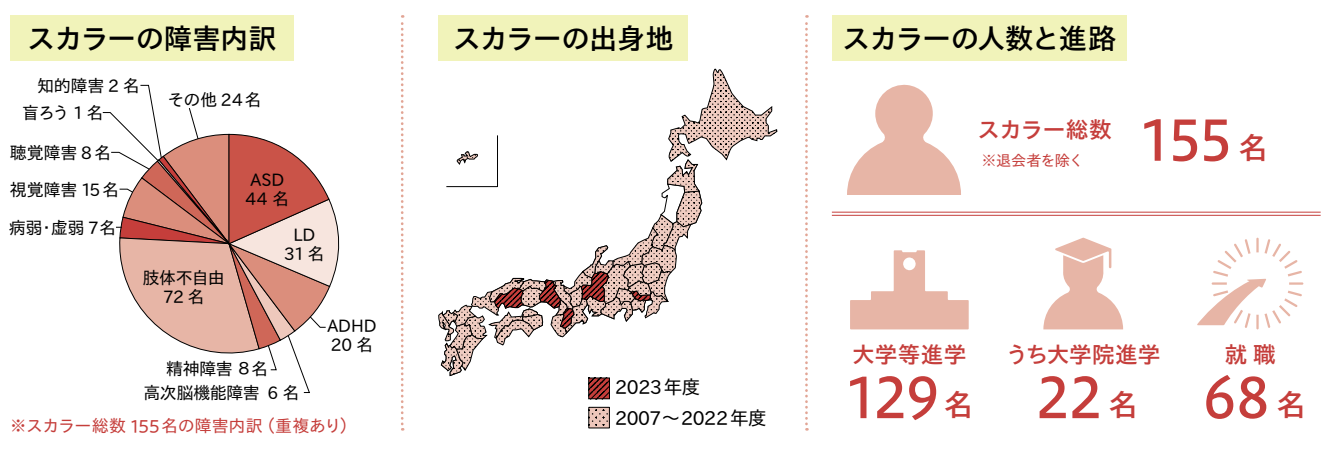 スカラーの障害内訳
知的障害 2 名
その他 24名
盲ろう 1 名
聴覚障害 8 名
視覚障害 15 名
病弱・虚弱 7名
ASD
44 名
LD
31 名
肢体不自由
72 名
ADHD
20 名
精神障害 8名
高次脳機能障害 6 名
※スカラー総数 155名の障害内訳（重複あり）
スカラーの出身地
2023年度
2007〜2022年度
スカラーの人数と進路
スカラー総数
※退会者を除く
155 名
大学等進学
129 名
うち大学院進学
22 名
就 職
68 名